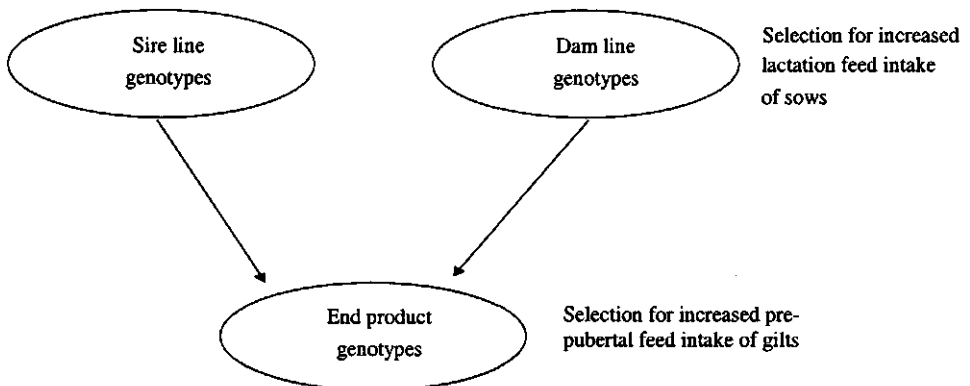 Sire line
genotypes
Dam line
genotypes
Selection for increased
lactation feed intake
of sows
End product
genotypes
Selection for increased pre-
pubertal feed intake of gilts